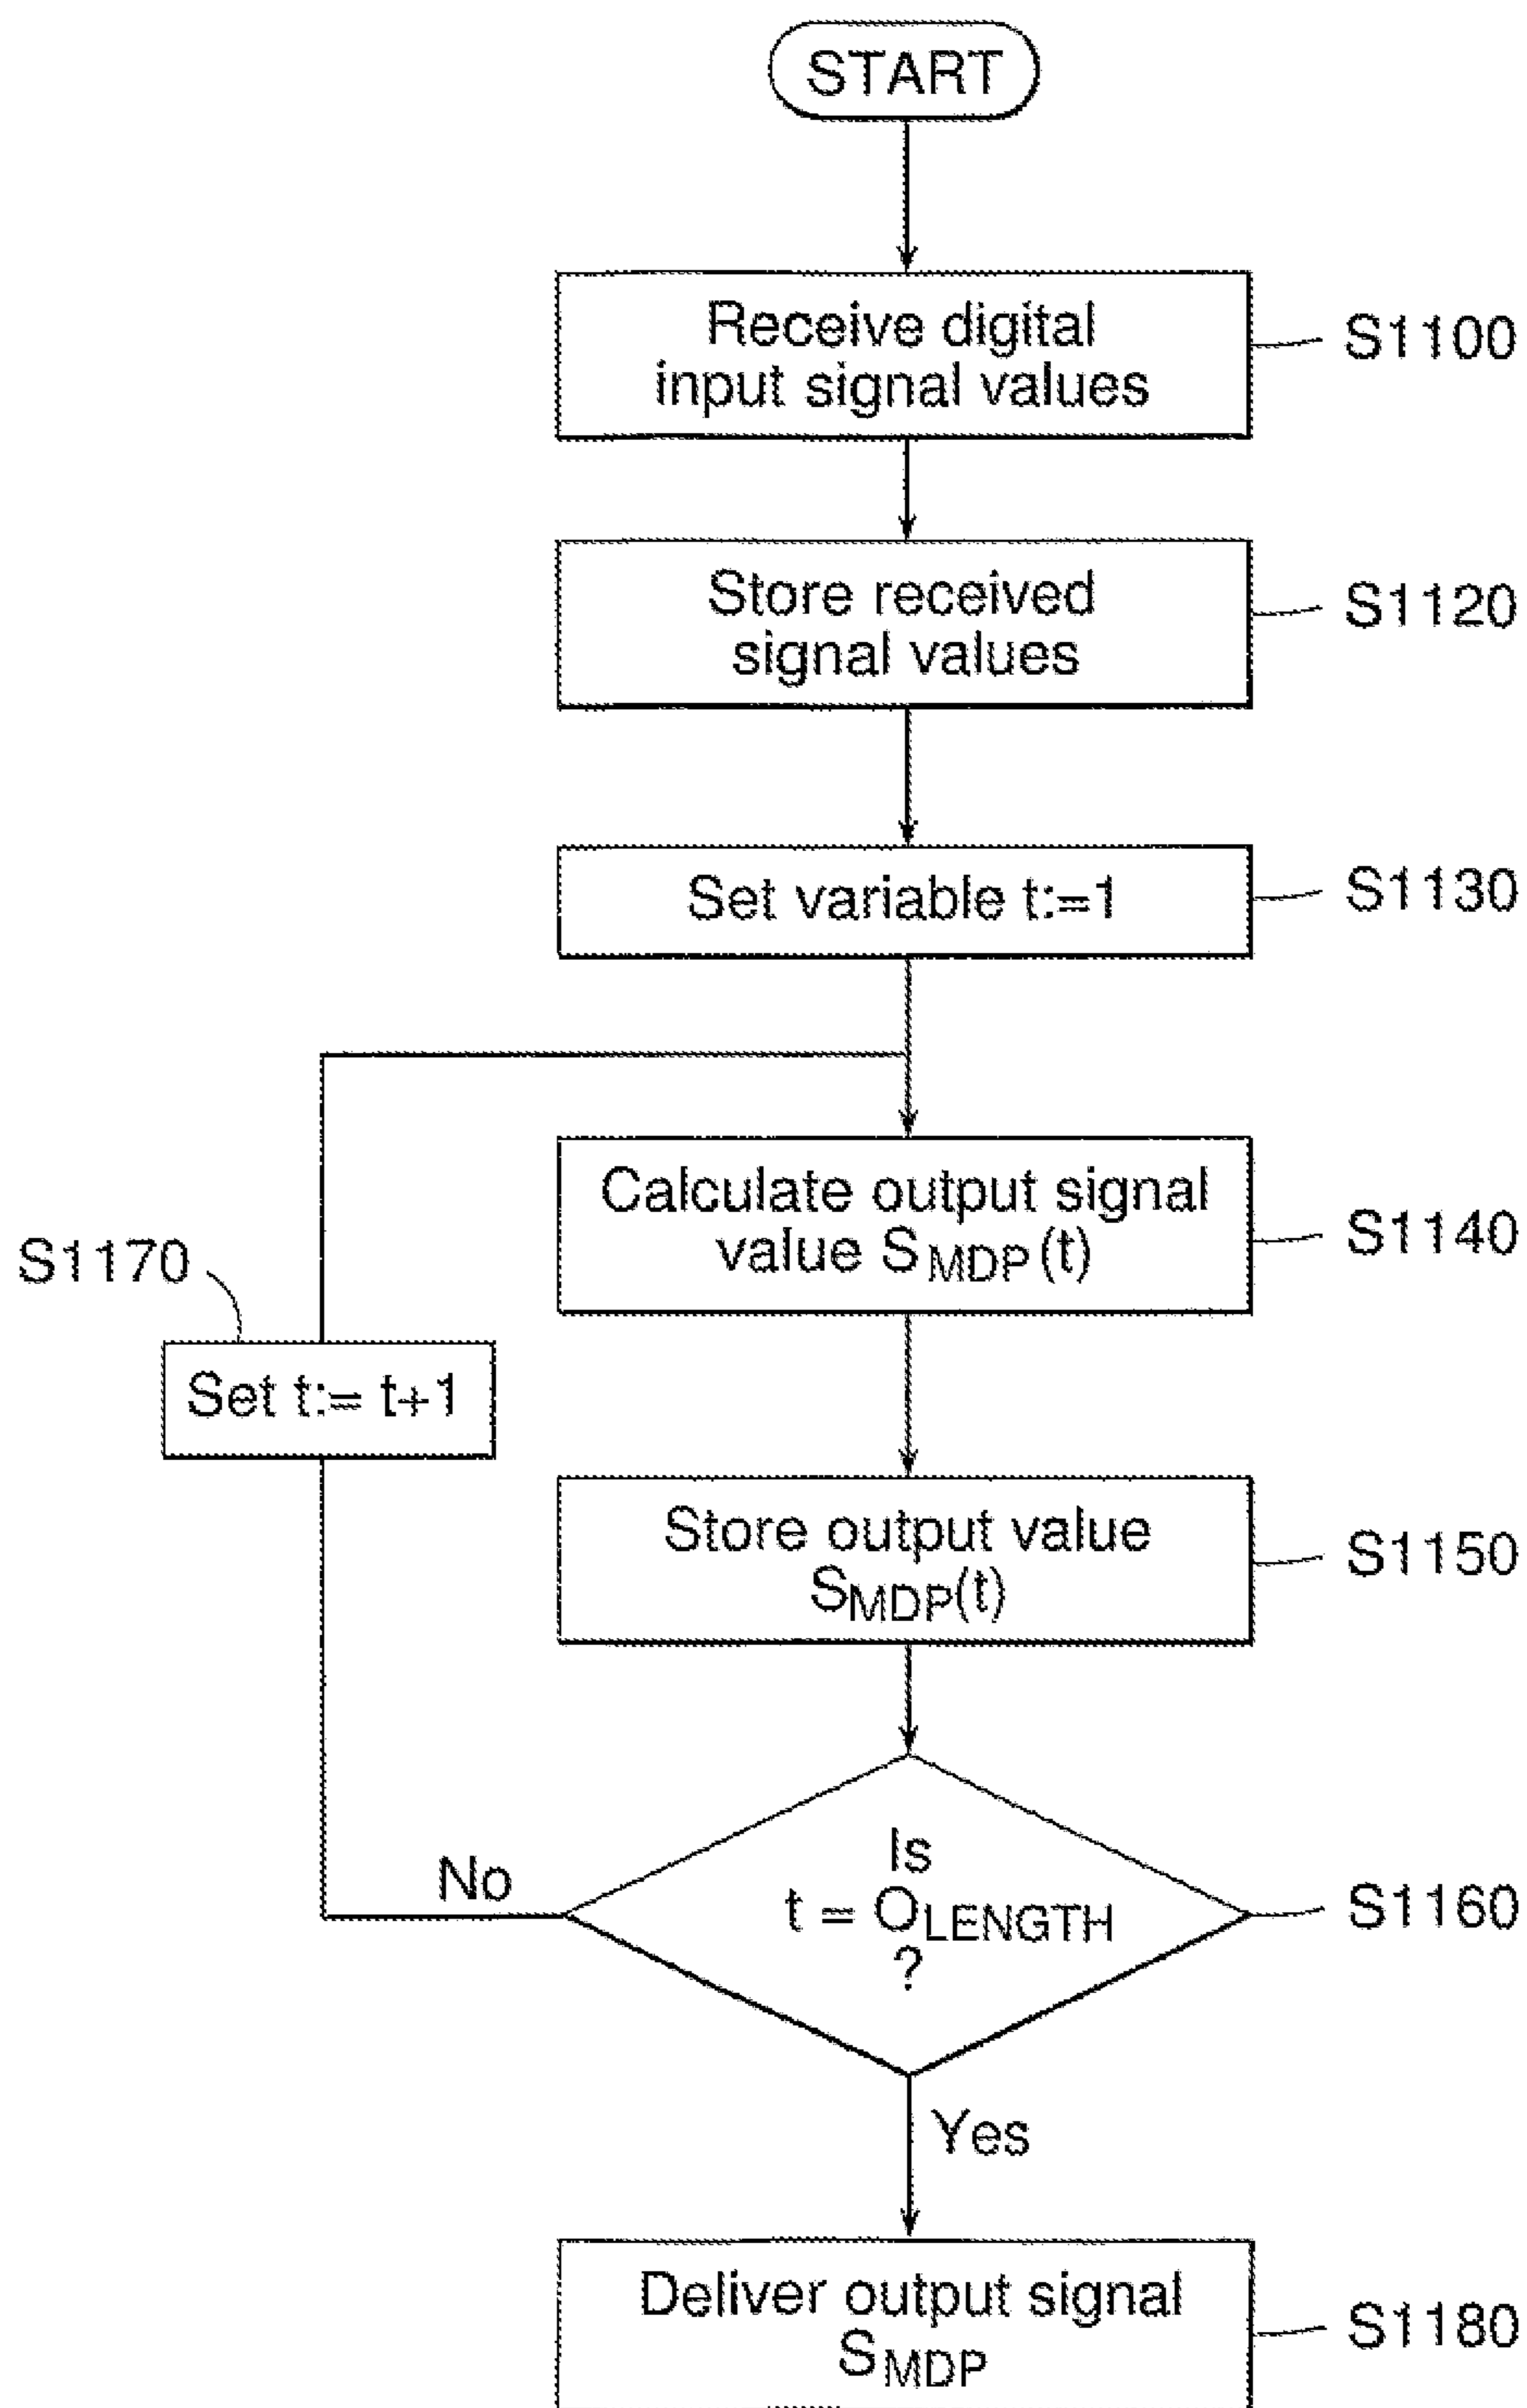 START
Receive digital
input signal values
S1100
Store received
signal values
S1120
Set variable t:=1
S1130
Calculate output signal
value S MDP (t)
S1140
S1170
Set t:= t+1
Store output value
SMDP(t)
S1150
Is
t = OLENGTH
?
S1160
No
Yes
Deliver output signal
SMDP
S1180